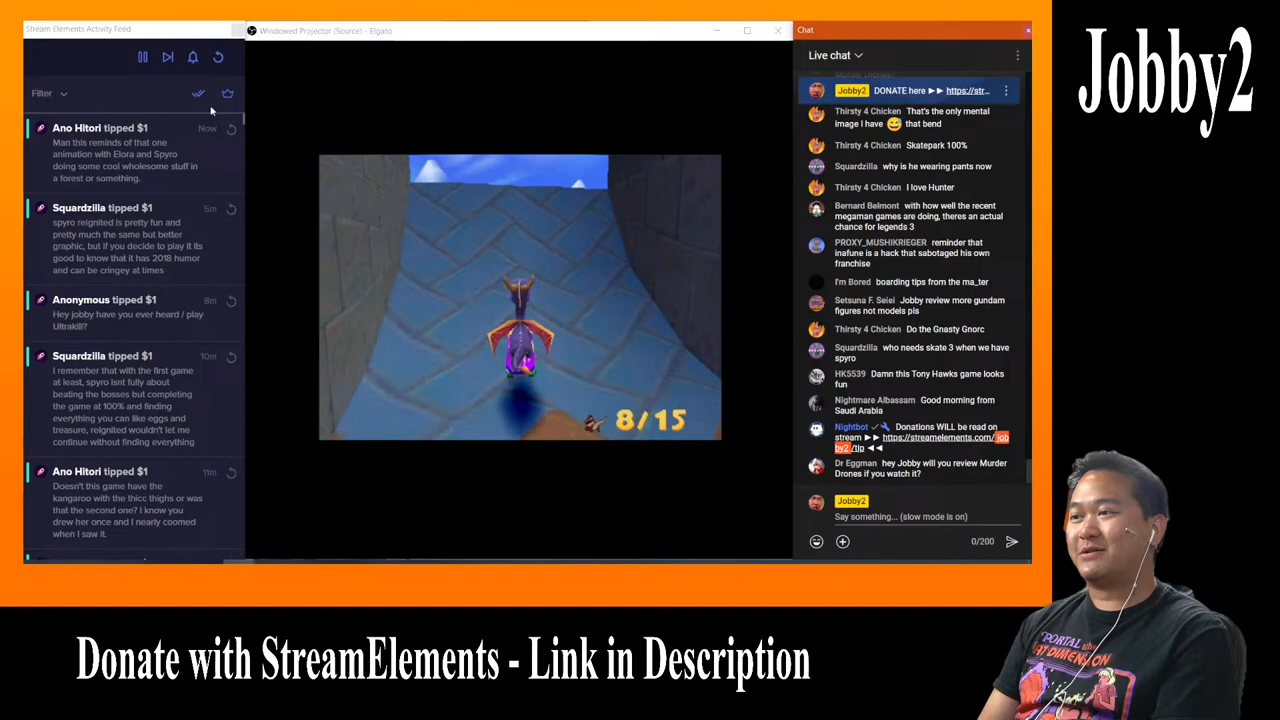 Stream Elements Activity Feed
Filter
Ano Hitori tipped $1
Now
Man this reminds of that one
animation with Elora and Spyro
doing some cool wholesome stuff in
a forest or something.
Squardzilla tipped $1
5m
spyro reignited is pretty fun and
pretty much the same but better
graphic, but if you decide to play it its
good to know that it has 2018 humor
and can be cringey at times
Anonymous tipped $1
8m
Hey jobby have you ever heard / play
Ultrakill?
Squardzilla tipped $1
10m
I remember that with the first game
at least, spyro isnt fully about
beating the bosses but completing
the game at 100% and finding
everything you can like eggs and
treasure, reignited wouldn't let me
continue without finding everything
Ano Hitori tipped $1
11m
Doesn't this game have the
kangaroo with the thicc thighs or was
that the second one? I know you
drew her once and I nearly coomed
when I saw it.
Windowed Projector (Source) - Elgato
8/15
Chat
Live chat
Murder Drones?
Jobby2 DONATE here ►► https://str...
Thirsty 4 Chicken That's the only mental
image I have 😅 that bend
Thirsty 4 Chicken Skatepark 100%
Squardzilla why is he wearing pants now
Thirsty 4 Chicken I love Hunter
Bernard Belmont with how well the recent
megaman games are doing, theres an actual
chance for legends 3
PROXY_MUSHIKRIEGER reminder that
inafune is a hack that sabotaged his own
franchise
I'm Bored boarding tips from the ma_ter
Setsuna F. Seiei Jobby review more gundam
figures not models pls
Thirsty 4 Chicken Do the Gnasty Gnorc
Squardzilla who needs skate 3 when we have
spyro
HK5539 Damn this Tony Hawks game looks
fun
Nightmare Albassam Good morning from
Saudi Arabia
Nightbot Donations WILL be read on
stream ►► https://streamelements.com/job
by2/tip ◄◄
Dr Eggman hey Jobby will you review Murder
Drones if you watch it?
Jobby2
Say something... (slow mode is on)
0/200
Jobby2
Donate with StreamElements - Link in Description
PORTAL